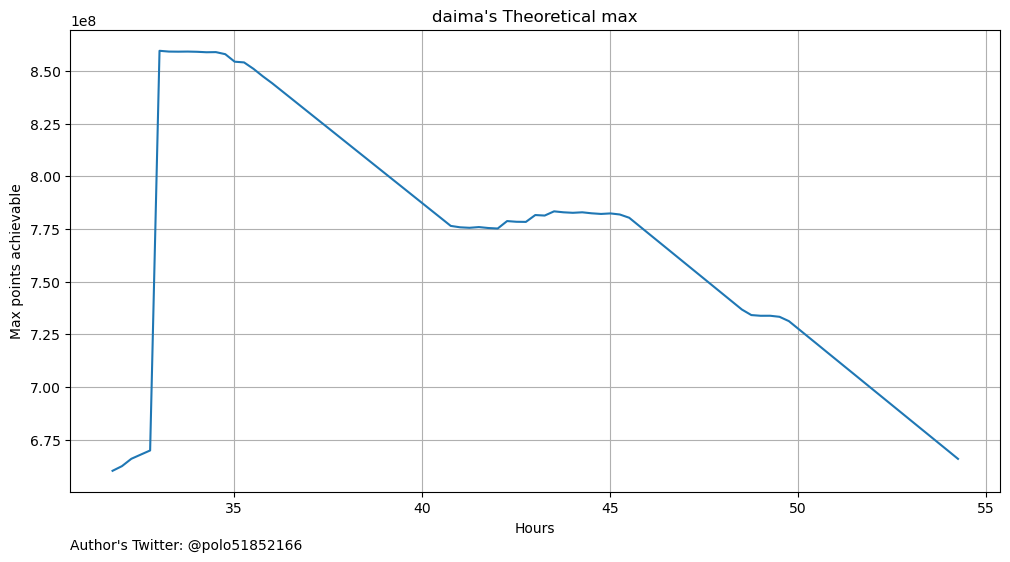 daima's Theoretical max
1e8
8.50
8.25
8.00
7.75
7.50
7.25
7.00
6.75
Max points achievable
35
40
45
50
55
Hours
Author's Twitter: @polo51852166